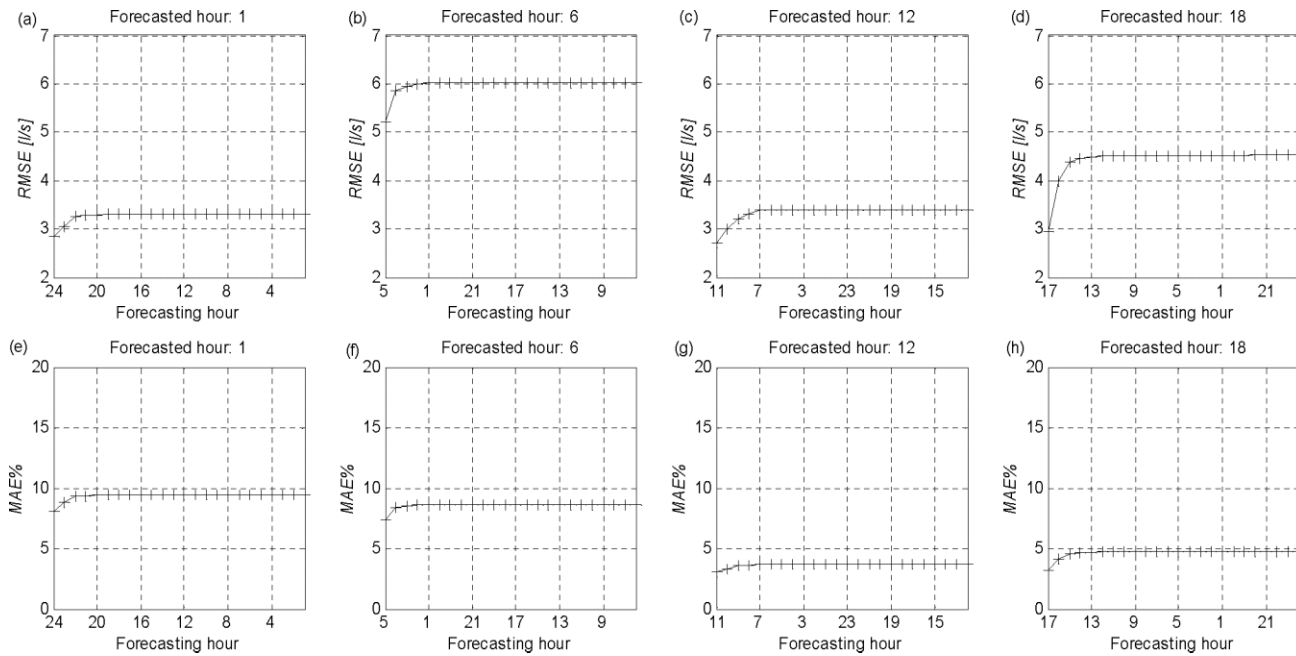 (a) Forecasted hour: 1
7
6
5
4
3
2
RMSE [l/s]
24 20 16 12 8 4
Forecasting hour
(b) Forecasted hour: 6
7
6
5
4
3
2
RMSE [l/s]
5 1 21 17 13 9
Forecasting hour
(c) Forecasted hour: 12
7
6
5
4
3
2
RMSE [l/s]
11 7 3 23 19 15
Forecasting hour
(d) Forecasted hour: 18
7
6
5
4
3
2
RMSE [l/s]
17 13 9 5 1 21
Forecasting hour
(e) Forecasted hour: 1
20
15
10
5
0
MAE%
24 20 16 12 8 4
Forecasting hour
(f) Forecasted hour: 6
20
15
10
5
0
MAE%
5 1 21 17 13 9
Forecasting hour
(g) Forecasted hour: 12
20
15
10
5
0
MAE%
11 7 3 23 19 15
Forecasting hour
(h) Forecasted hour: 18
20
15
10
5
0
MAE%
17 13 9 5 1 21
Forecasting hour